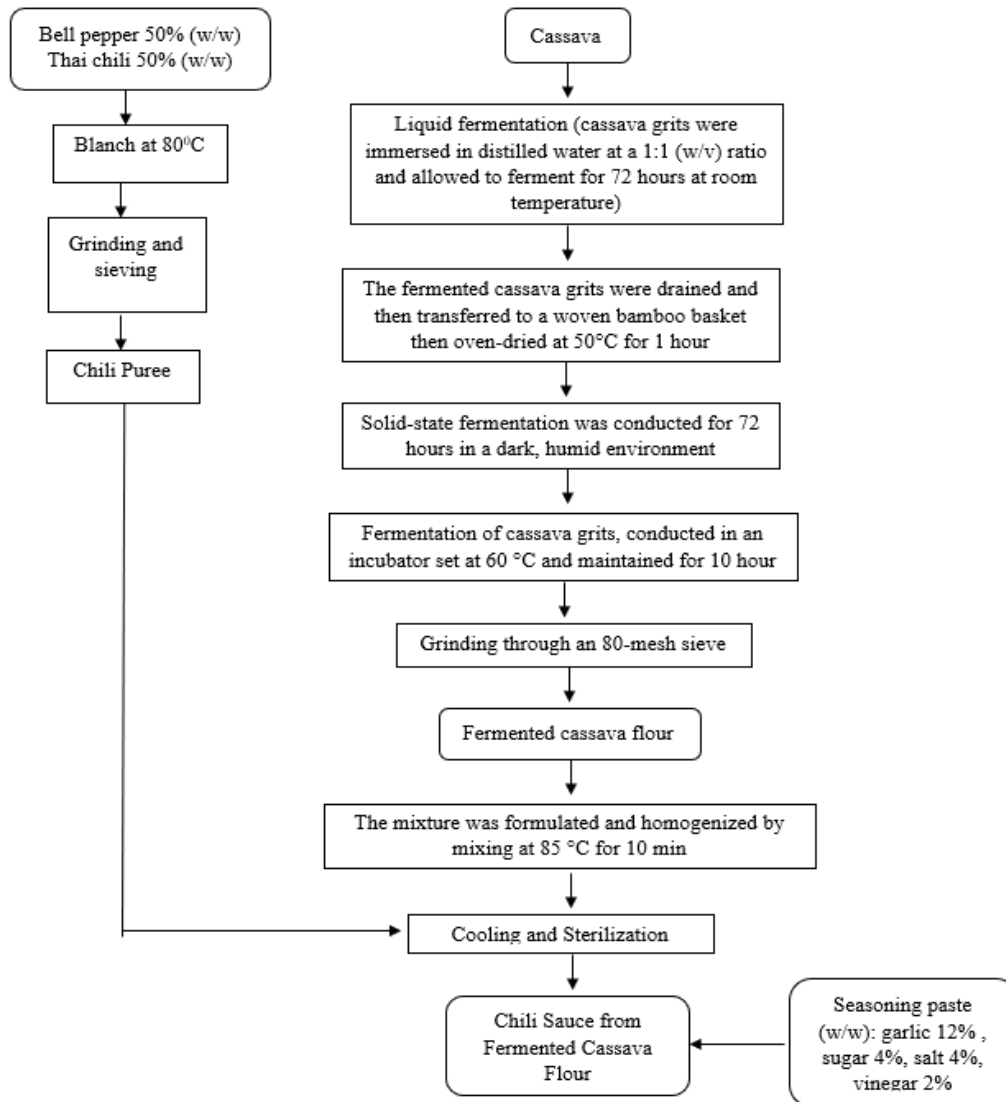 Bell pepper 50% (w/w)
Thai chili 50% (w/w)
Blanch at 80⁰C
Grinding and
sieving
Chili Puree
Cassava
Liquid fermentation (cassava grits were
immersed in distilled water at a 1:1 (w/v) ratio
and allowed to ferment for 72 hours at room
temperature)
The fermented cassava grits were drained and
then transferred to a woven bamboo basket
then oven-dried at 50°C for 1 hour
Solid-state fermentation was conducted for 72
hours in a dark, humid environment
Fermentation of cassava grits, conducted in an
incubator set at 60 °C and maintained for 10 hour
Grinding through an 80-mesh sieve
Fermented cassava flour
The mixture was formulated and homogenized by
mixing at 85 °C for 10 min
Cooling and Sterilization
Chili Sauce from
Fermented Cassava
Flour
Seasoning paste
(w/w): garlic 12% ,
sugar 4%, salt 4%,
vinegar 2%